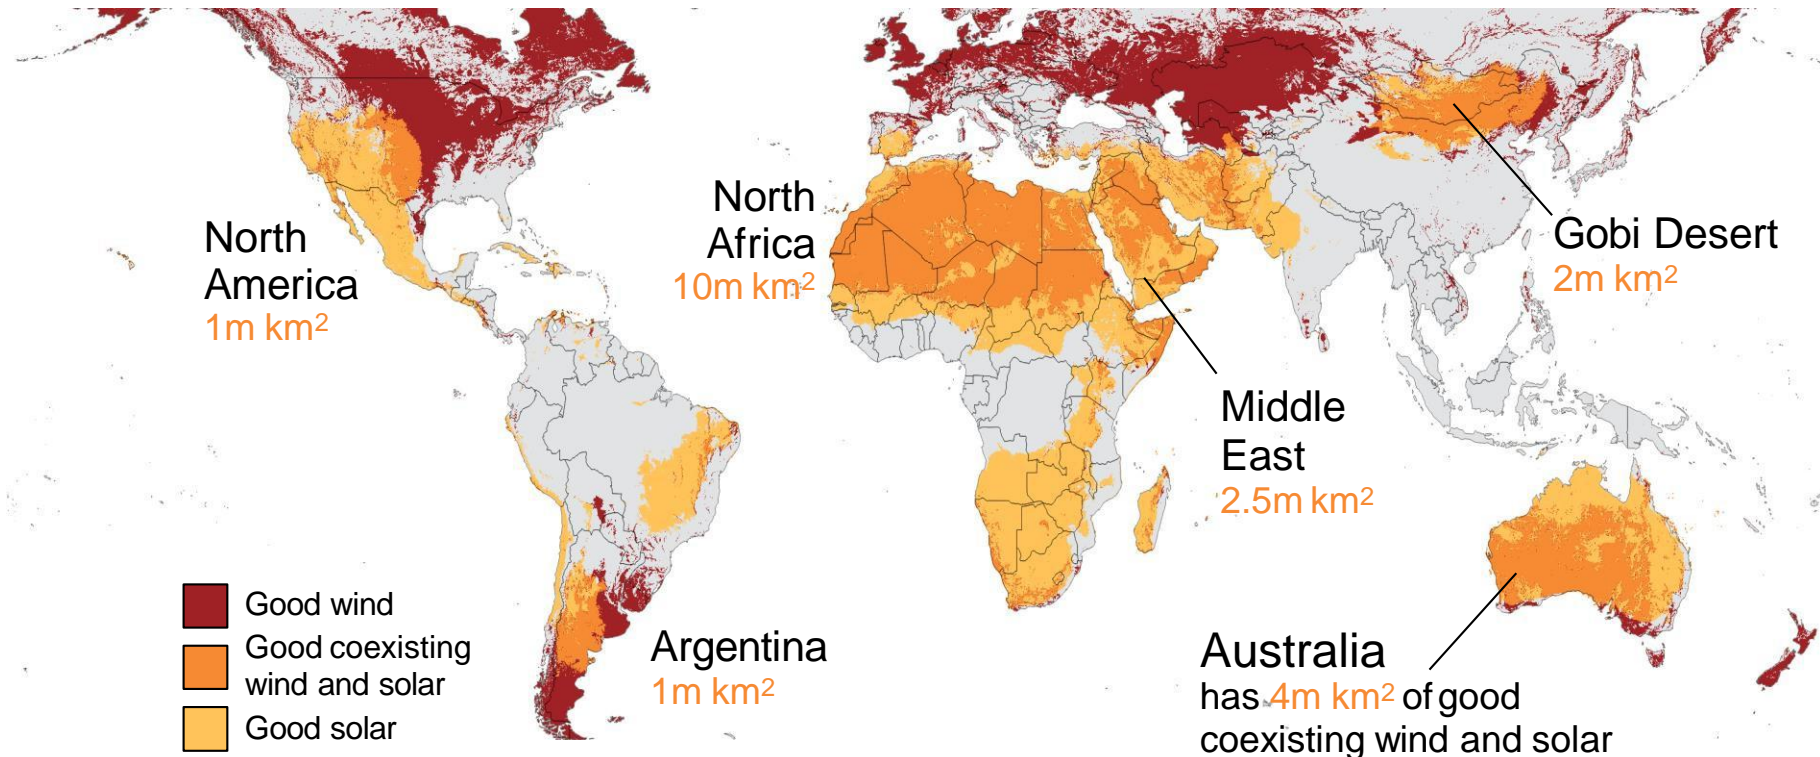 North
America
1m km²
North
Africa
10m km²
Gobi Desert
2m km²
Middle
East
2.5m km²
Good wind
Good coexisting
wind and solar
Good solar
Argentina
1m km²
Australia
has 4m km² of good
coexisting wind and solar